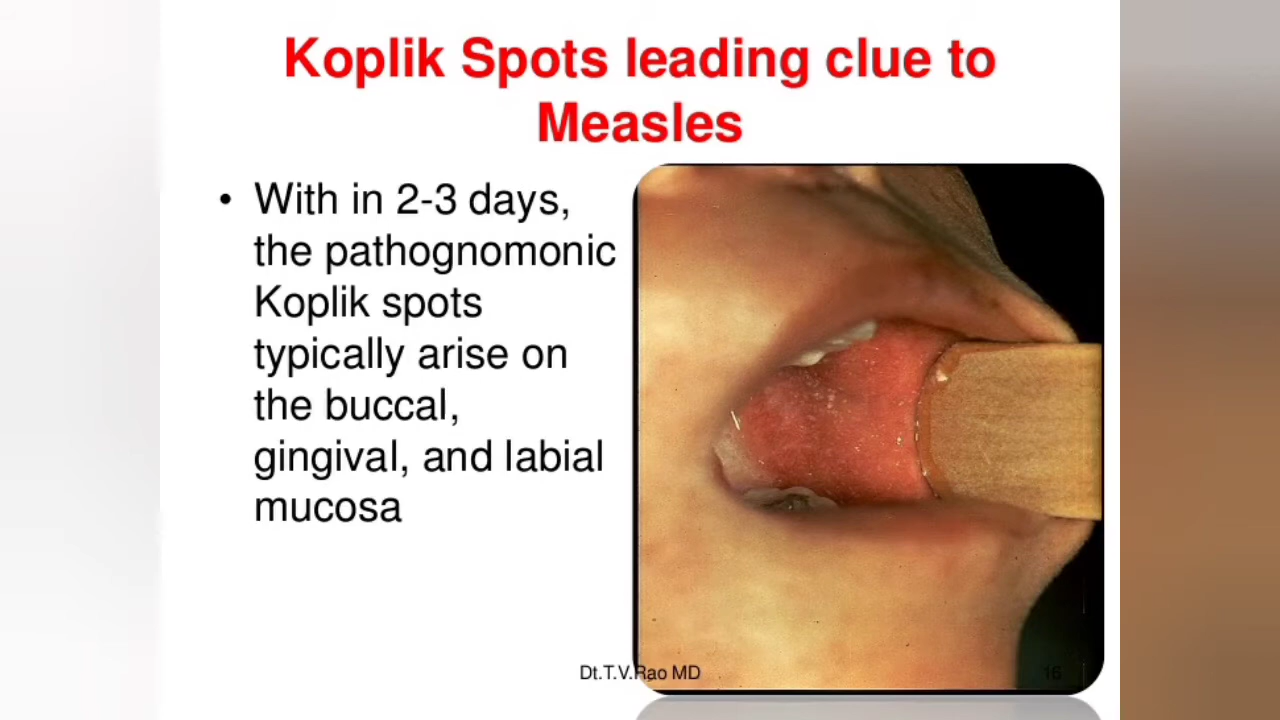 Koplik Spots leading clue to
Measles
• With in 2-3 days,
the pathognomonic
Koplik spots
typically arise on
the buccal,
gingival, and labial
mucosa
Dt.T.V.Rao MD
16